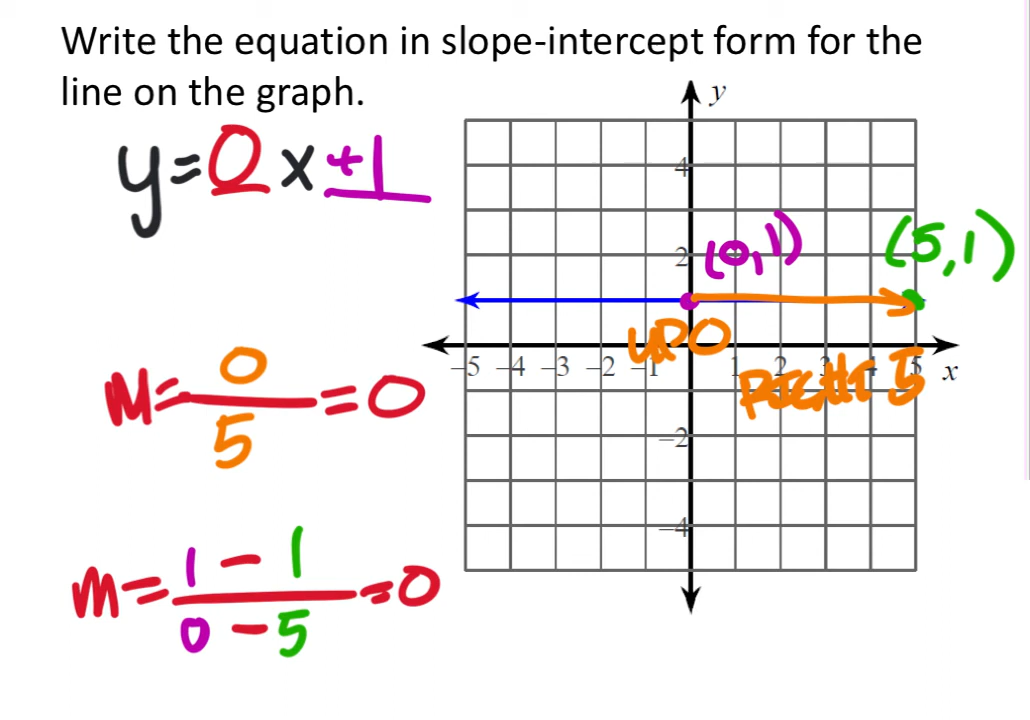 Write the equation in slope-intercept form for the
line on the graph.
y=0x+1
y
4
2
(0,1)
(5,1)
UP 0
-5 -4 -3 -2 -1 1 2 3 4 5 x
RIGHT 5
M=0/5=0
-2
-4
m=1-1/0-5=0